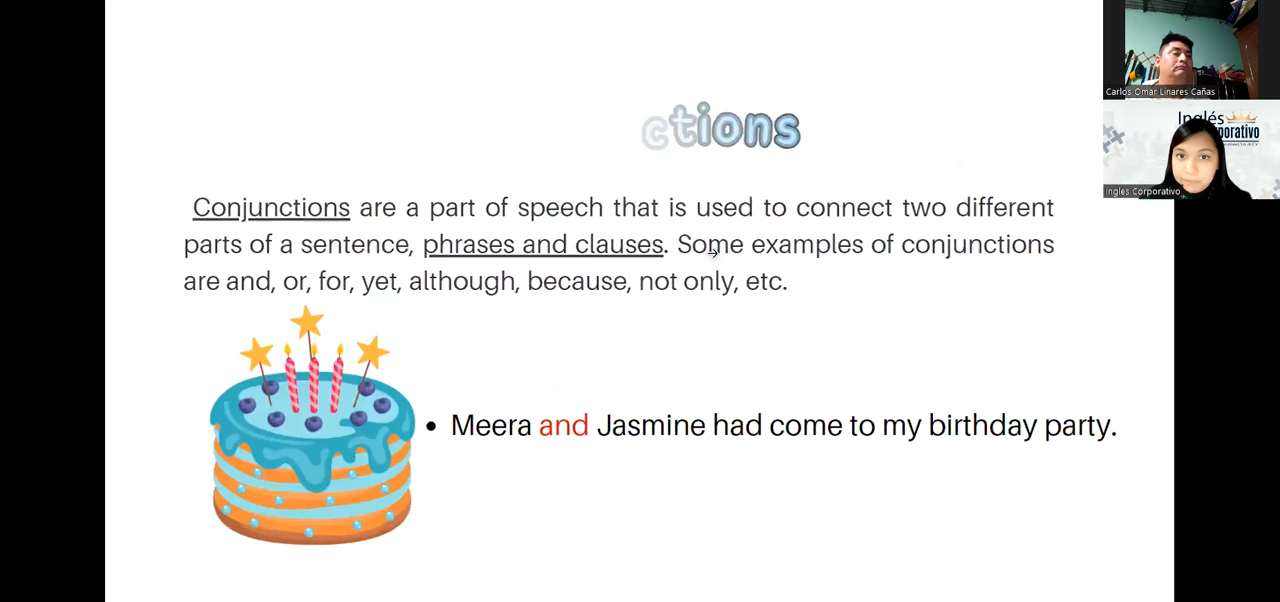 ctions
Conjunctions are a part of speech that is used to connect two different
parts of a sentence, phrases and clauses. Some examples of conjunctions
are and, or, for, yet, although, because, not only, etc.
• Meera and Jasmine had come to my birthday party.
Carlos Omar Linares Cañas
Inglés
Ingles Corporativo